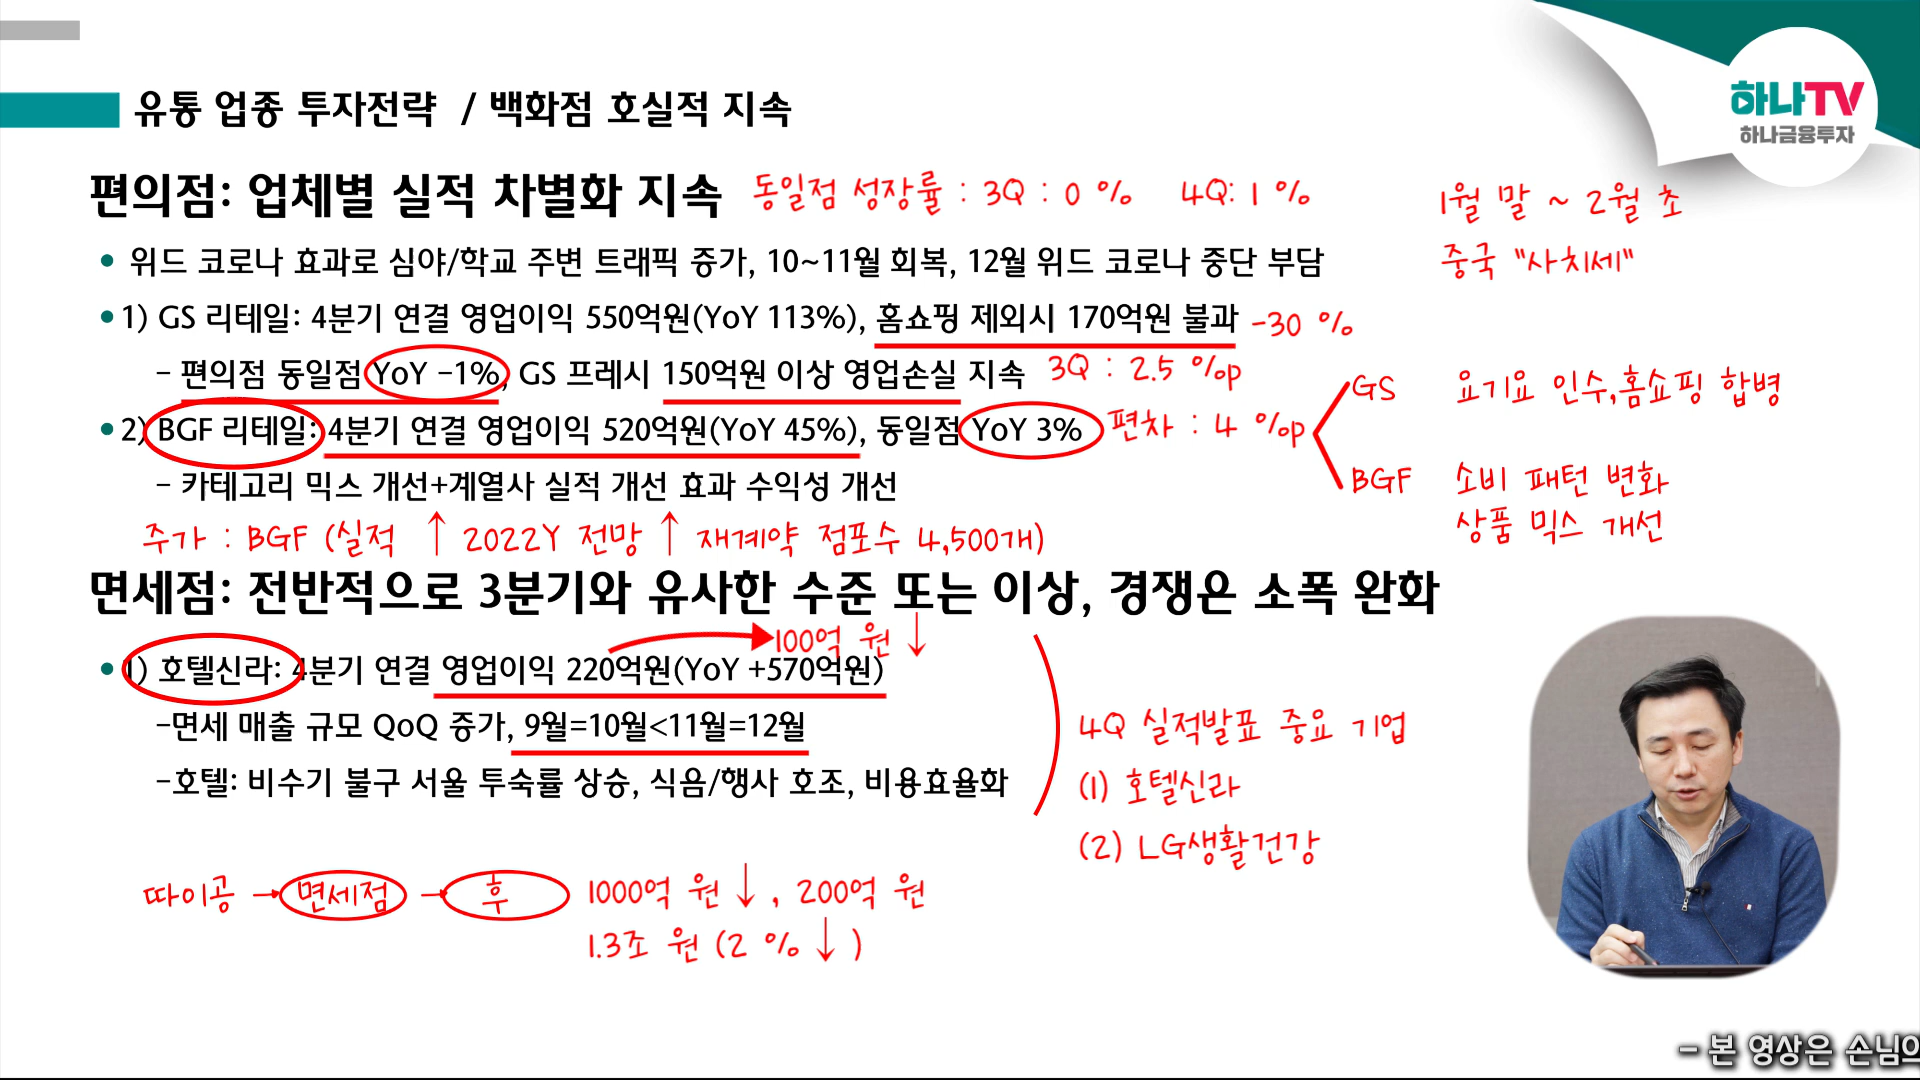 하나TV
하나금융투자
유통 업종 투자전략 / 백화점 호실적 지속
편의점: 업체별 실적 차별화 지속 동일점 성장률 : 3Q : 0 % 4Q: 1 %
1월 말 ~ 2월 초
중국 "사치세"
• 위드 코로나 효과로 심야/학교 주변 트래픽 증가, 10~11월 회복, 12월 위드 코로나 중단 부담
• 1) GS 리테일: 4분기 연결 영업이익 550억원(YoY 113%), 홈쇼핑 제외시 170억원 불과 -30 %
- 편의점 동일점 YoY -1%, GS 프레시 150억원 이상 영업손실 지속 3Q : 2.5 %p
• 2) BGF 리테일: 4분기 연결 영업이익 520억원(YoY 45%), 동일점 YoY 3% 편차 : 4 %p
GS 요기요 인수,홈쇼핑 합병
BGF 소비 패턴 변화
상품 믹스 개선
- 카테고리 믹스 개선+계열사 실적 개선 효과 수익성 개선
주가 : BGF (실적 ↑ 2022Y 전망 ↑ 재계약 점포수 4,500개)
면세점: 전반적으로 3분기와 유사한 수준 또는 이상, 경쟁은 소폭 완화
100억 원 ↓
• 1) 호텔신라: 4분기 연결 영업이익 220억원(YoY +570억원)
-면세 매출 규모 QoQ 증가, 9월=10월<11월=12월
-호텔: 비수기 불구 서울 투숙률 상승, 식음/행사 호조, 비용효율화
4Q 실적발표 중요 기업
(1) 호텔신라
(2) LG생활건강
따이공 → 면세점 → 후 1000억 원 ↓ , 200억 원
1.3조 원 (2 % ↓ )
- 본 영상은 손님의